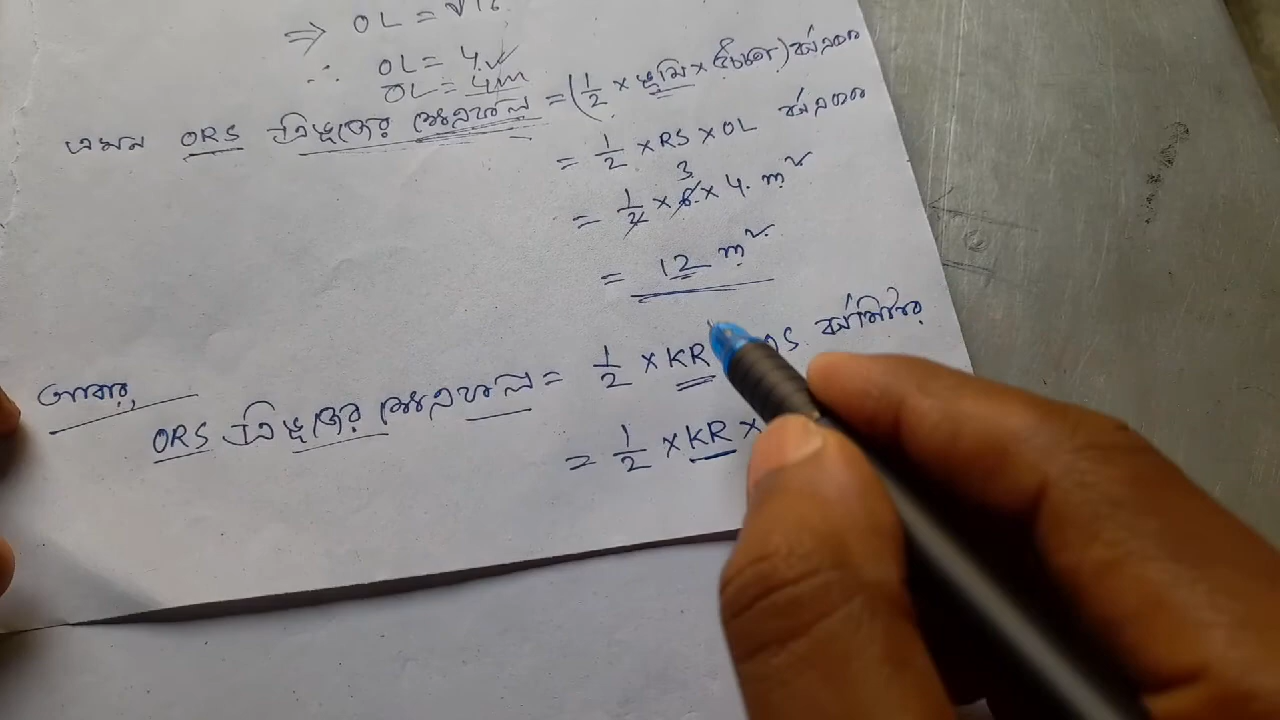 ⇒ OL = √16
∴ OL = 4
OL = 4m
এখন ORS ত্রিভুজের ক্ষেত্রফল = (1/2 × ভূমি × উচ্চতা) বর্গএকক
= 1/2 × RS × OL বর্গএকক
3
= 1/2 × 6 × 4 m²
= 12 m²
আবার,
ORS ত্রিভুজের ক্ষেত্রফল = 1/2 × KR OS বর্গমিটার
= 1/2 × KR ×